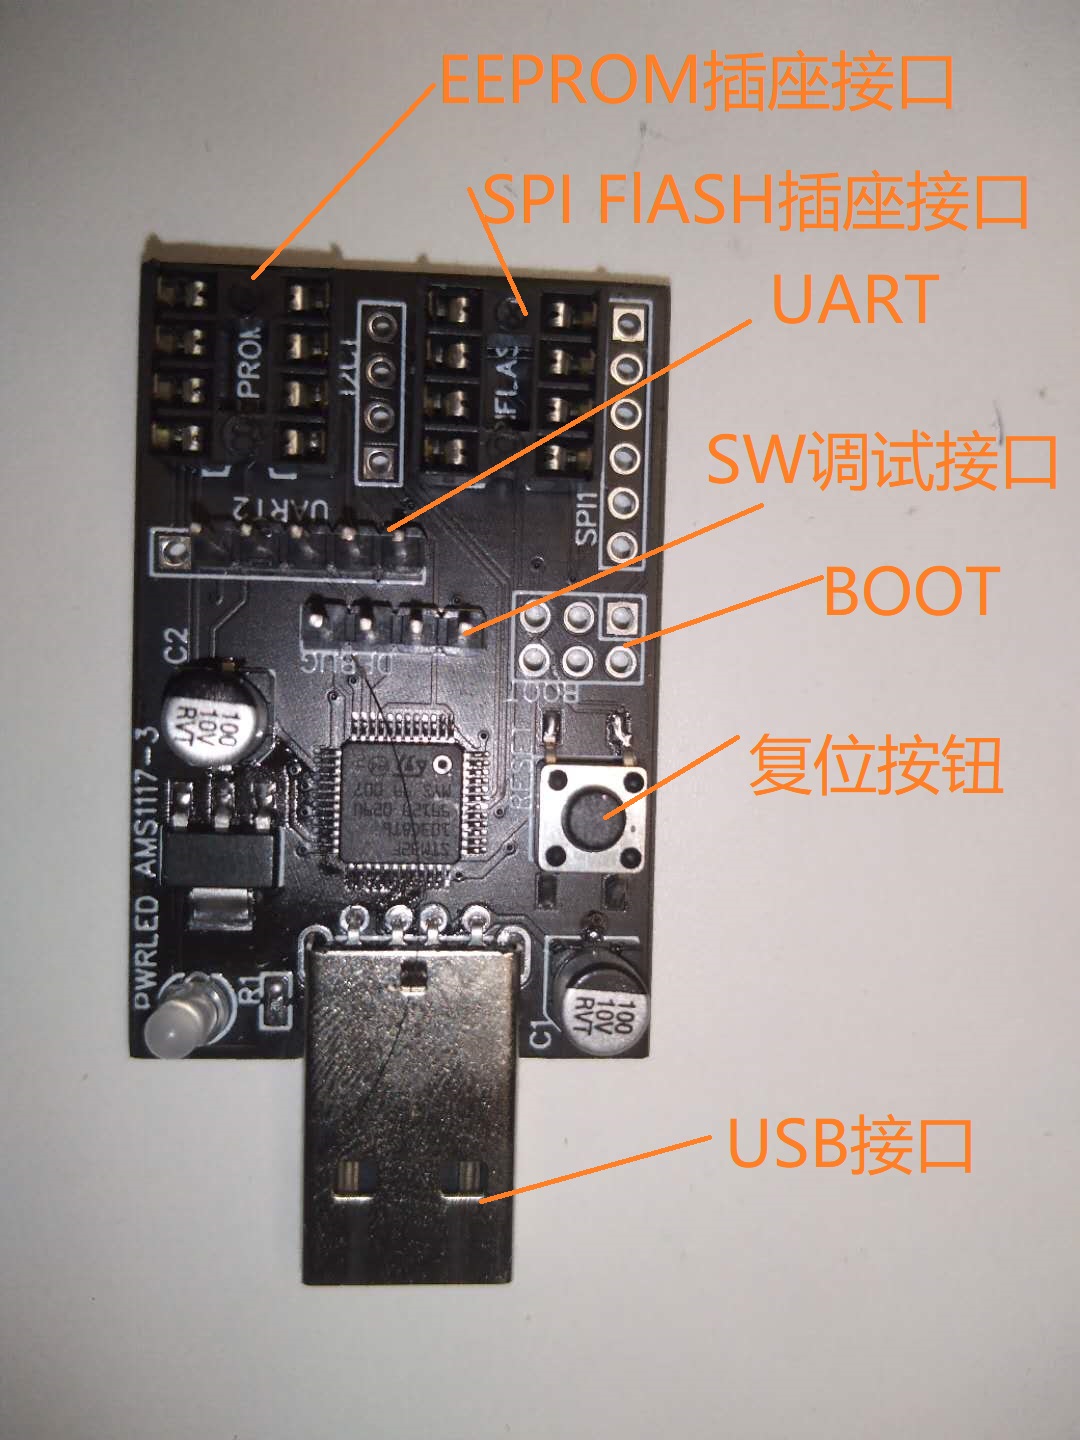 EEPROM插座接口
SPI FlASH插座接口
UART
SW调试接口
BOOT
复位按钮
USB接口
PROM
I2C1
FLAS
SPI1
UART2
DEBUG
BOOT
C2
100
10V
RVT
RESET
STM32F
103C8T6
PWRLED AMS1117-3
R1
C1
100
10V
RVT